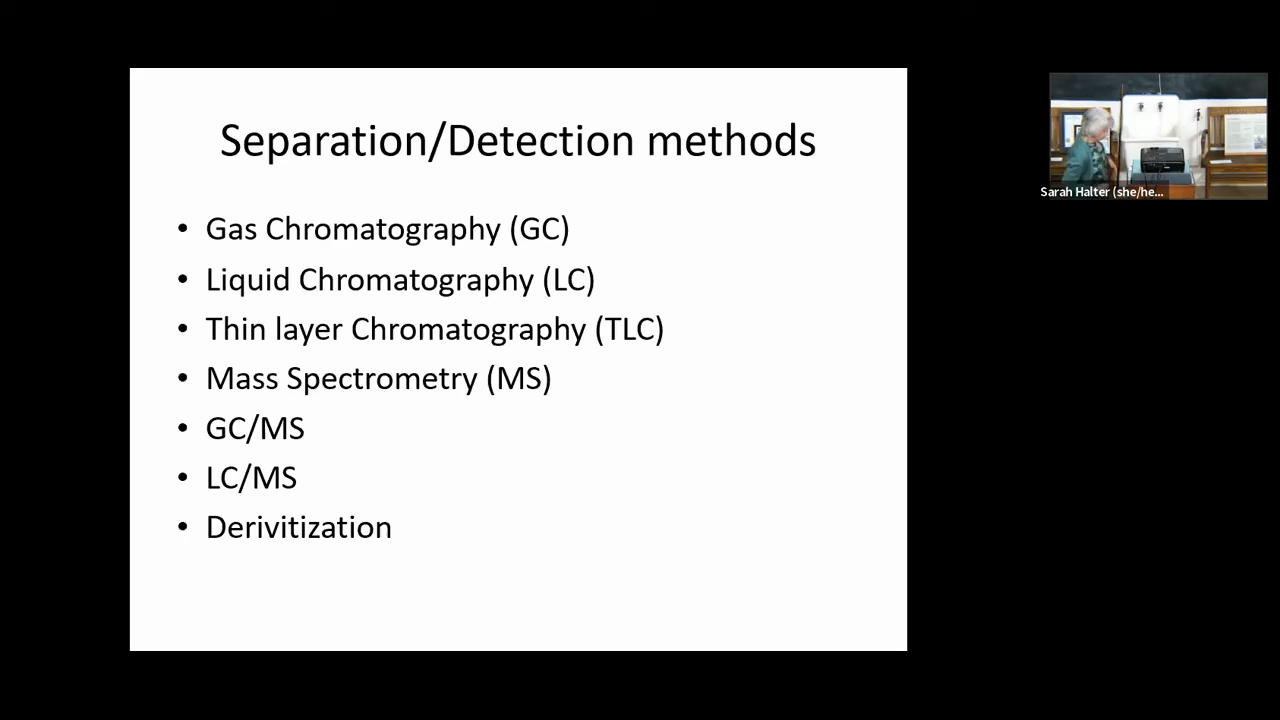 Separation/Detection methods
• Gas Chromatography (GC)
• Liquid Chromatography (LC)
• Thin layer Chromatography (TLC)
• Mass Spectrometry (MS)
• GC/MS
• LC/MS
• Derivitization
Sarah Halter (she/he...